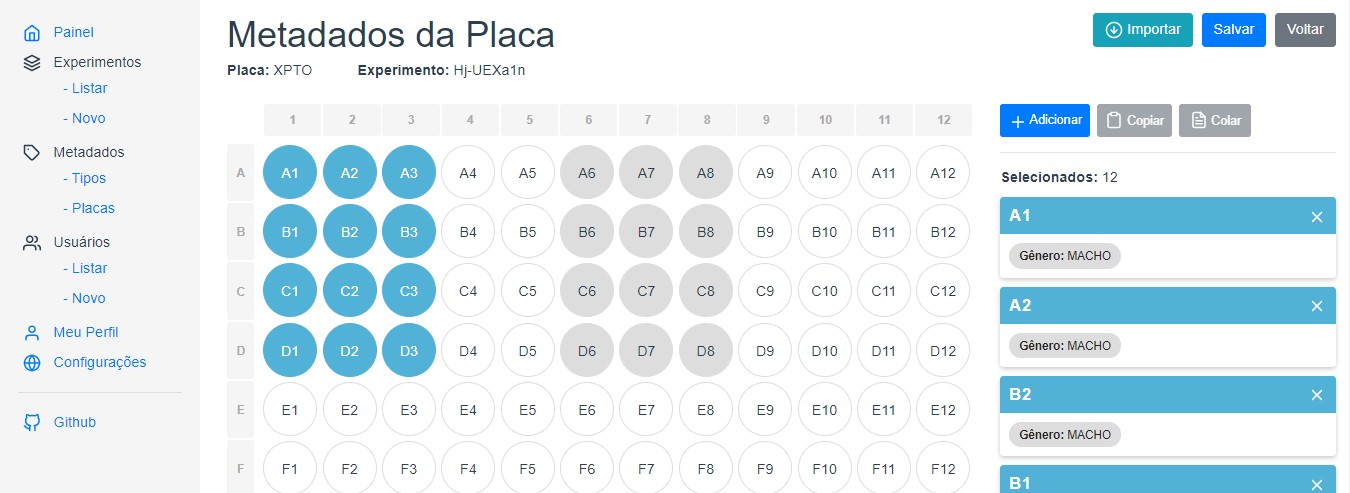 Painel
Experimentos
- Listar
- Novo
Metadados
- Tipos
- Placas
Usuários
- Listar
- Novo
Meu Perfil
Configurações
Github
Metadados da Placa
Placa: XPTO Experimento: Hj-UEXa1n
Importar Salvar Voltar
1 2 3 4 5 6 7 8 9 10 11 12
A A1 A2 A3 A4 A5 A6 A7 A8 A9 A10 A11 A12
B B1 B2 B3 B4 B5 B6 B7 B8 B9 B10 B11 B12
C C1 C2 C3 C4 C5 C6 C7 C8 C9 C10 C11 C12
D D1 D2 D3 D4 D5 D6 D7 D8 D9 D10 D11 D12
E E1 E2 E3 E4 E5 E6 E7 E8 E9 E10 E11 E12
F F1 F2 F3 F4 F5 F6 F7 F8 F9 F10 F11 F12
+ Adicionar Copiar Colar
Selecionados: 12
A1
Gênero: MACHO
A2
Gênero: MACHO
B2
Gênero: MACHO
B1